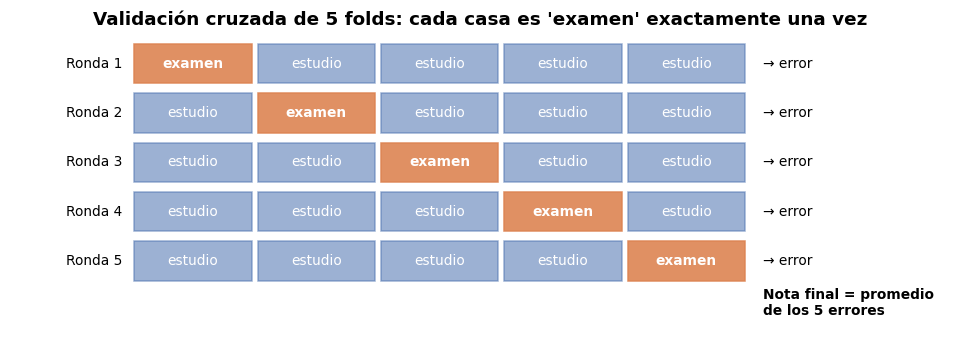 Validación cruzada de 5 folds: cada casa es 'examen' exactamente una vez
Ronda 1 examen estudio estudio estudio estudio → error
Ronda 2 estudio examen estudio estudio estudio → error
Ronda 3 estudio estudio examen estudio estudio → error
Ronda 4 estudio estudio estudio examen estudio → error
Ronda 5 estudio estudio estudio estudio examen → error
Nota final = promedio
de los 5 errores